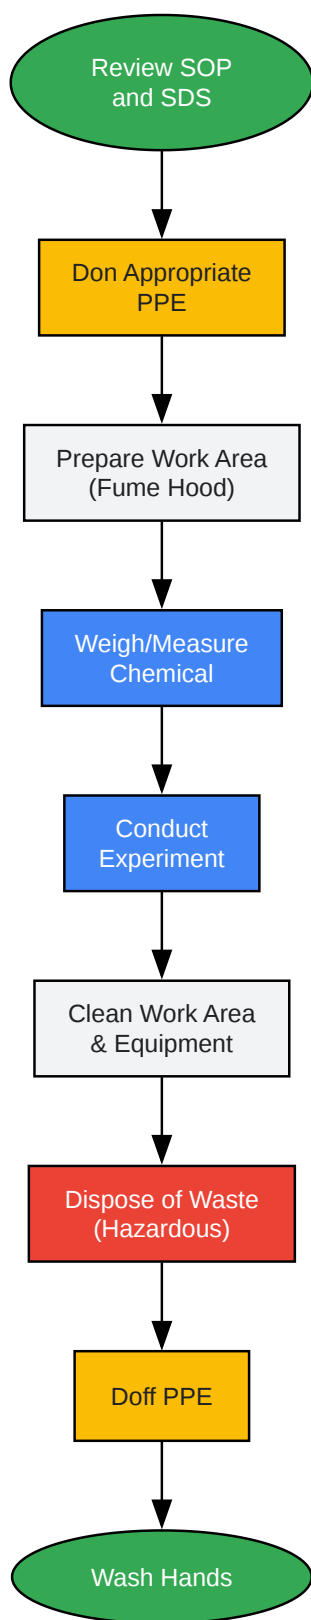 Review SOP
and SDS
Don Appropriate
PPE
Prepare Work Area
(Fume Hood)
Weigh/Measure
Chemical
Conduct
Experiment
Clean Work Area
& Equipment
Dispose of Waste
(Hazardous)
Doff PPE
Wash Hands